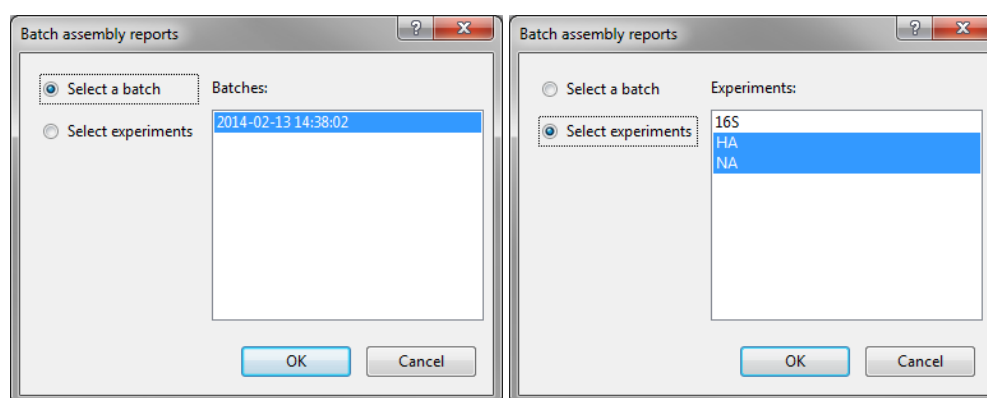 Batch assembly reports
?
X
Select a batch
Batches:
Select experiments
2014-02-13 14:38:02
OK
Cancel
Batch assembly reports
?
X
Select a batch
Experiments:
Select experiments
16S
HA
NA
OK
Cancel